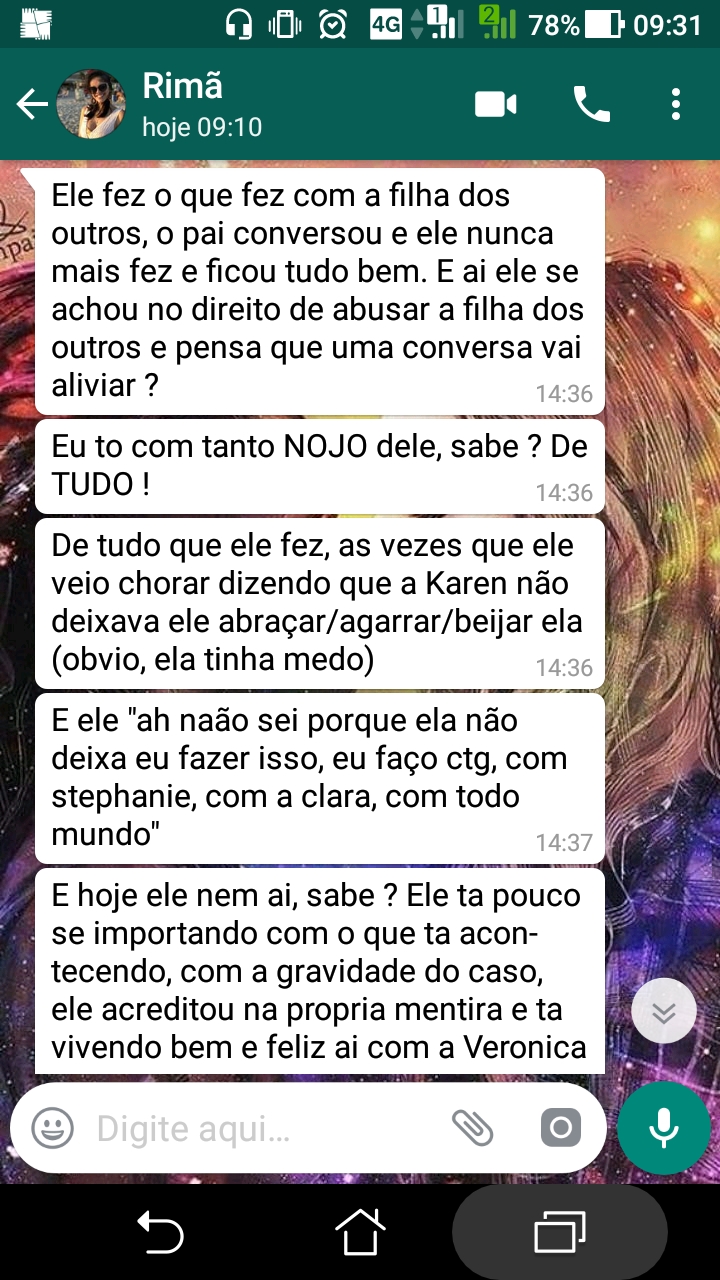 4G 1 2 78% 09:31
Rimã
hoje 09:10
Ele fez o que fez com a filha dos
outros, o pai conversou e ele nunca
mais fez e ficou tudo bem. E ai ele se
achou no direito de abusar a filha dos
outros e pensa que uma conversa vai
aliviar ?
14:36
Eu to com tanto NOJO dele, sabe ? De
TUDO !
14:36
De tudo que ele fez, as vezes que ele
veio chorar dizendo que a Karen não
deixava ele abraçar/agarrar/beijar ela
(obvio, ela tinha medo)
14:36
E ele "ah naão sei porque ela não
deixa eu fazer isso, eu faço ctg, com
stephanie, com a clara, com todo
mundo"
14:37
E hoje ele nem ai, sabe ? Ele ta pouco
se importando com o que ta acon-
tecendo, com a gravidade do caso,
ele acreditou na propria mentira e ta
vivendo bem e feliz ai com a Veronica
Digite aqui...